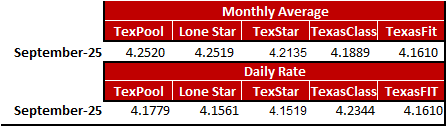 Monthly Average
TexPool Lone Star TexStar TexasClass TexasFit
September-25 4.2520 4.2519 4.2135 4.1889 4.1610
Daily Rate
TexPool Lone Star TexStar TexasClass TexasFIT
September-25 4.1779 4.1561 4.1519 4.2344 4.1610